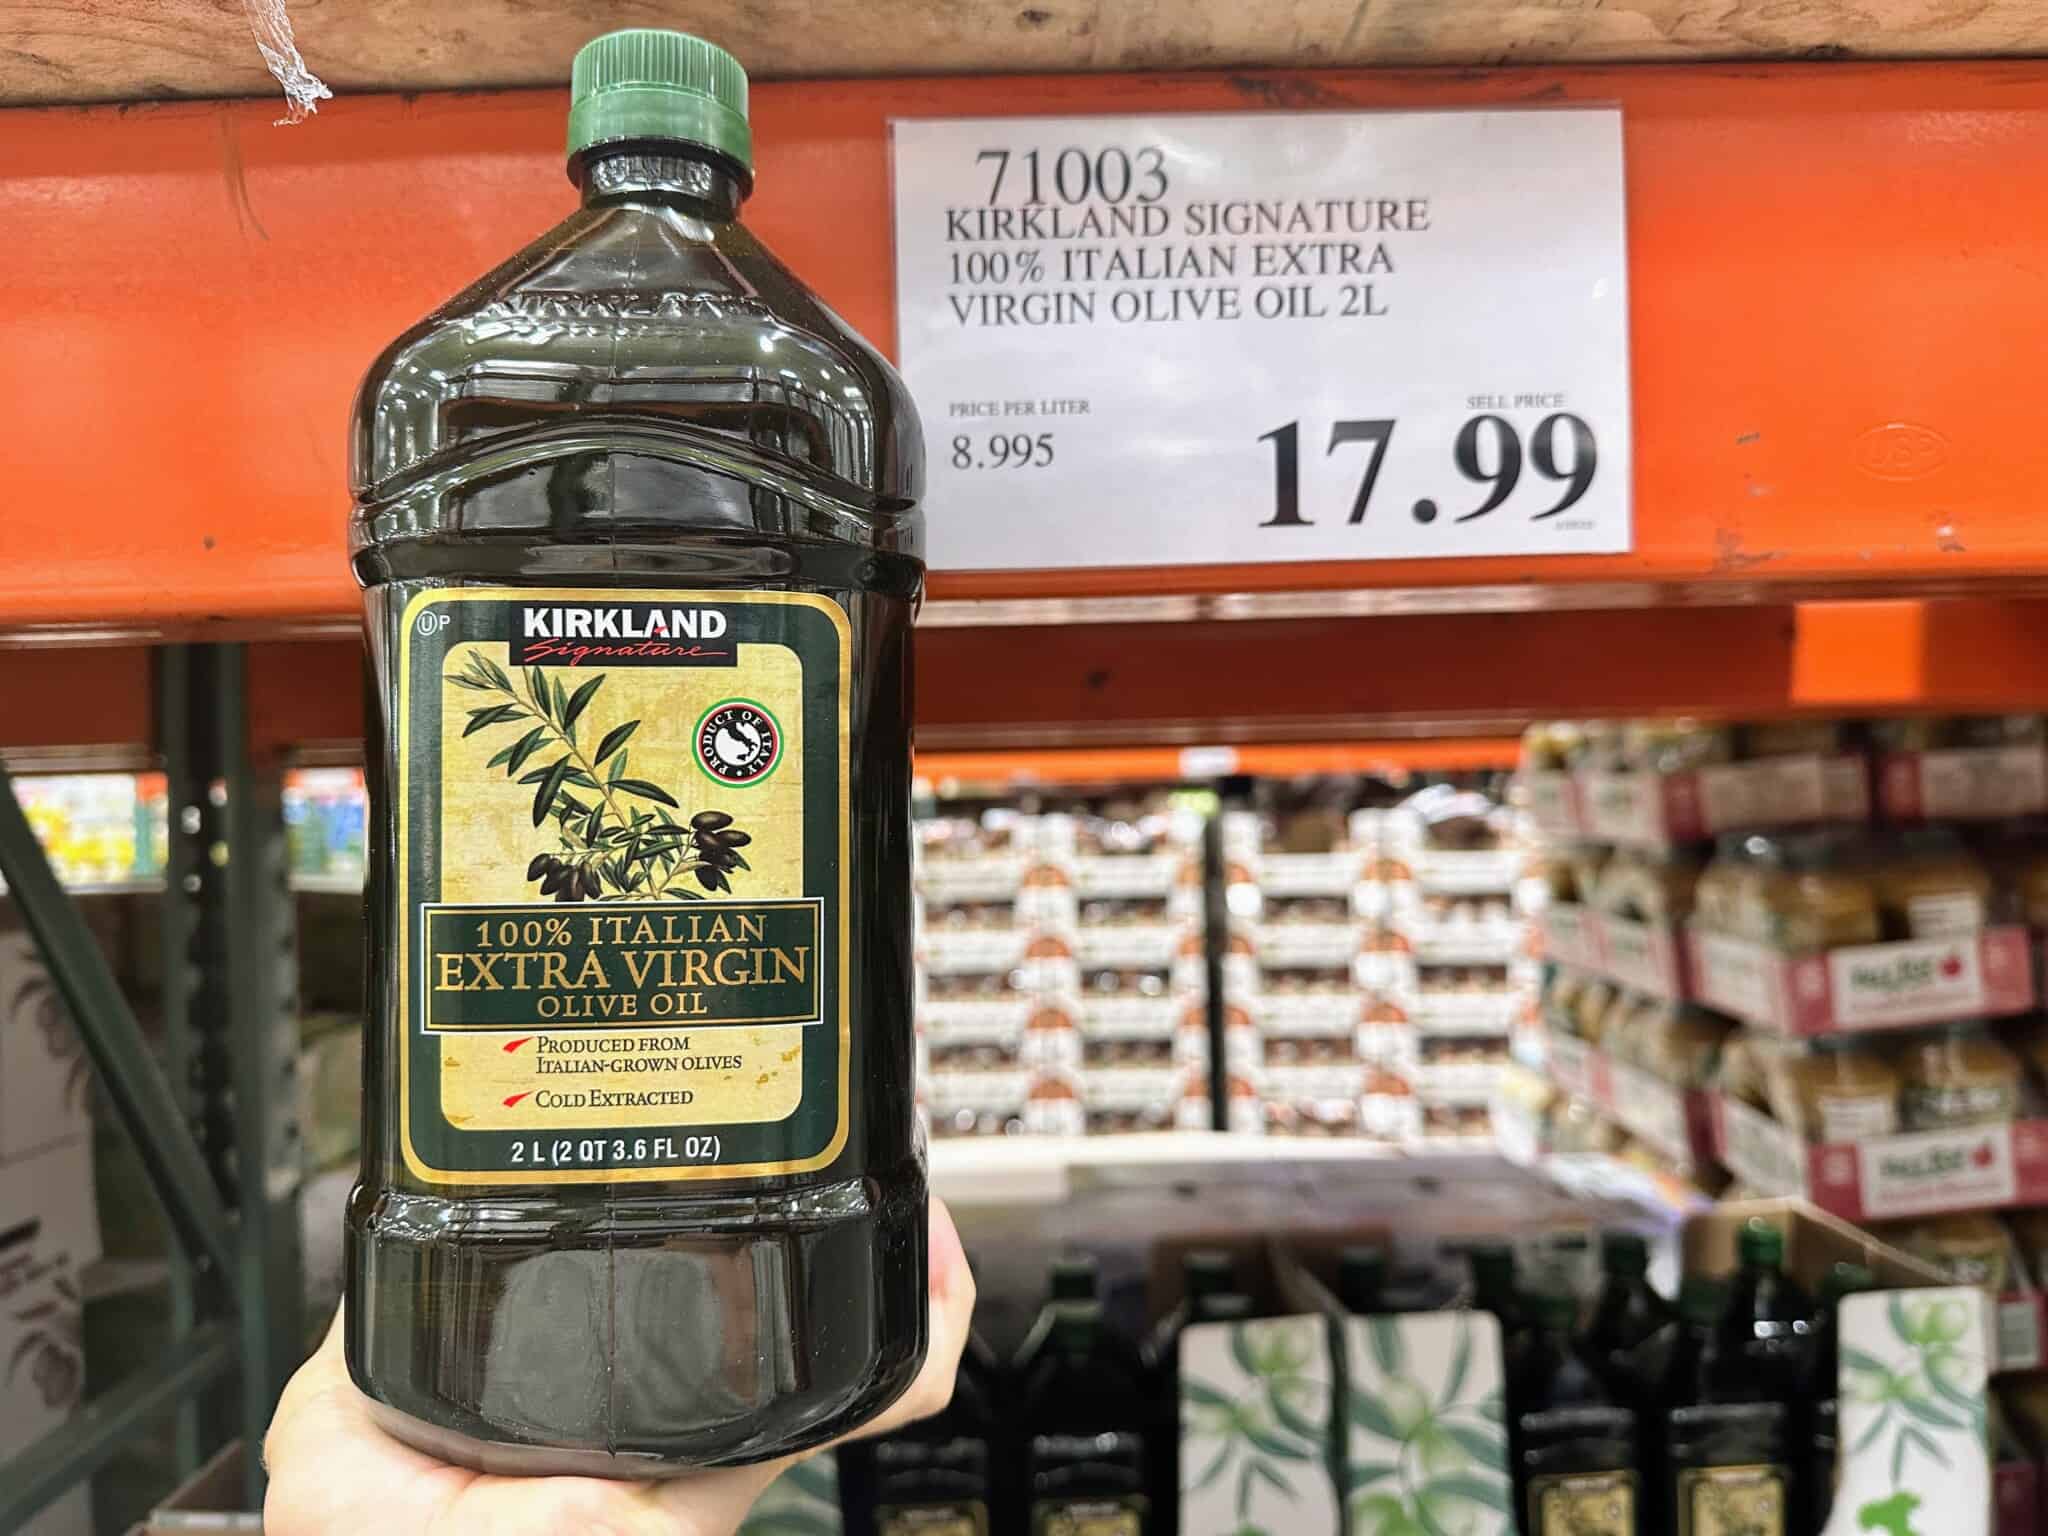 71003
KIRKLAND SIGNATURE
100% ITALIAN EXTRA
VIRGIN OLIVE OIL 2L
PRICE PER LITER
8.995
SELL PRICE
17.99
KIRKLAND
U P
KIRKLAND
Signature
PRODUCT OF ITALY •
100% ITALIAN
EXTRA VIRGIN
OLIVE OIL
PRODUCED FROM
ITALIAN-GROWN OLIVES
COLD EXTRACTED
2 L (2 QT 3.6 FL OZ)